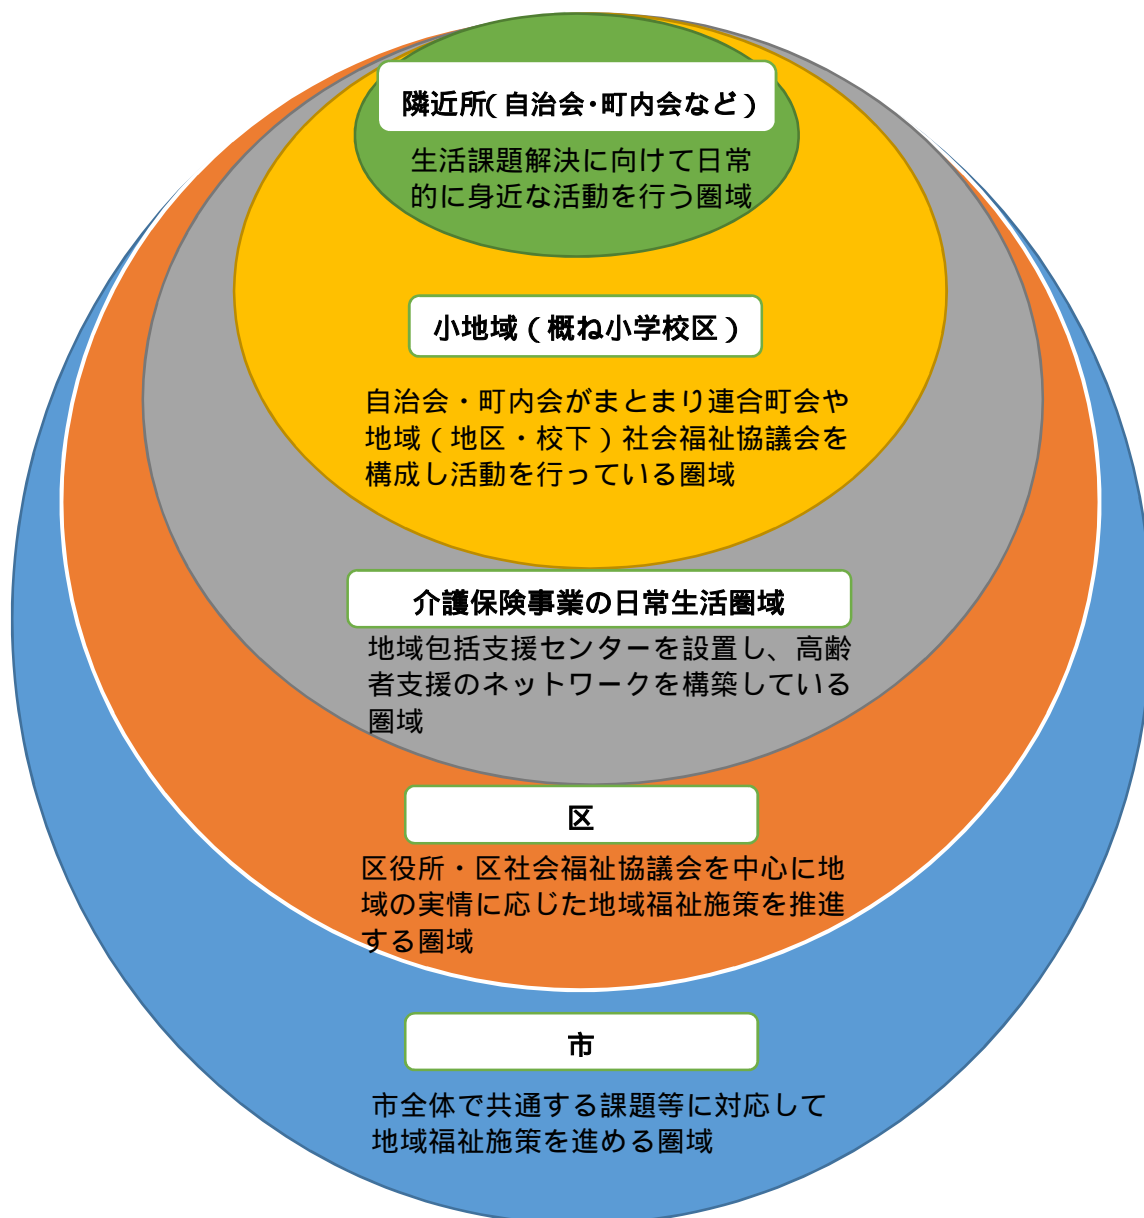 隣近所(自治会・町内会など)
生活課題解決に向けて日常
的に身近な活動を行う圏域
小地域(概ね小学校区)
自治会・町内会がまとまり連合町会や
地域(地区・校下)社会福祉協議会を
構成し活動を行っている圏域
介護保険事業の日常生活圏域
地域包括支援センターを設置し、高齢
者支援のネットワークを構築している
圏域
区
区役所・区社会福祉協議会を中心に地
域の実情に応じた地域福祉施策を推進
する圏域
市
市全体で共通する課題等に対応して
地域福祉施策を進める圏域